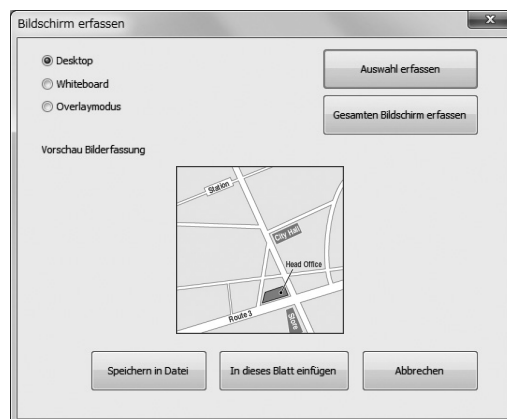 Bildschirm erfassen
x
Desktop
Whiteboard
Overlaymodus
Auswahl erfassen
Gesamten Bildschirm erfassen
Vorschau Bilderfassung
Station
City Hall
Head Office
Route 3
Store
Speichern in Datei
In dieses Blatt einfügen
Abbrechen